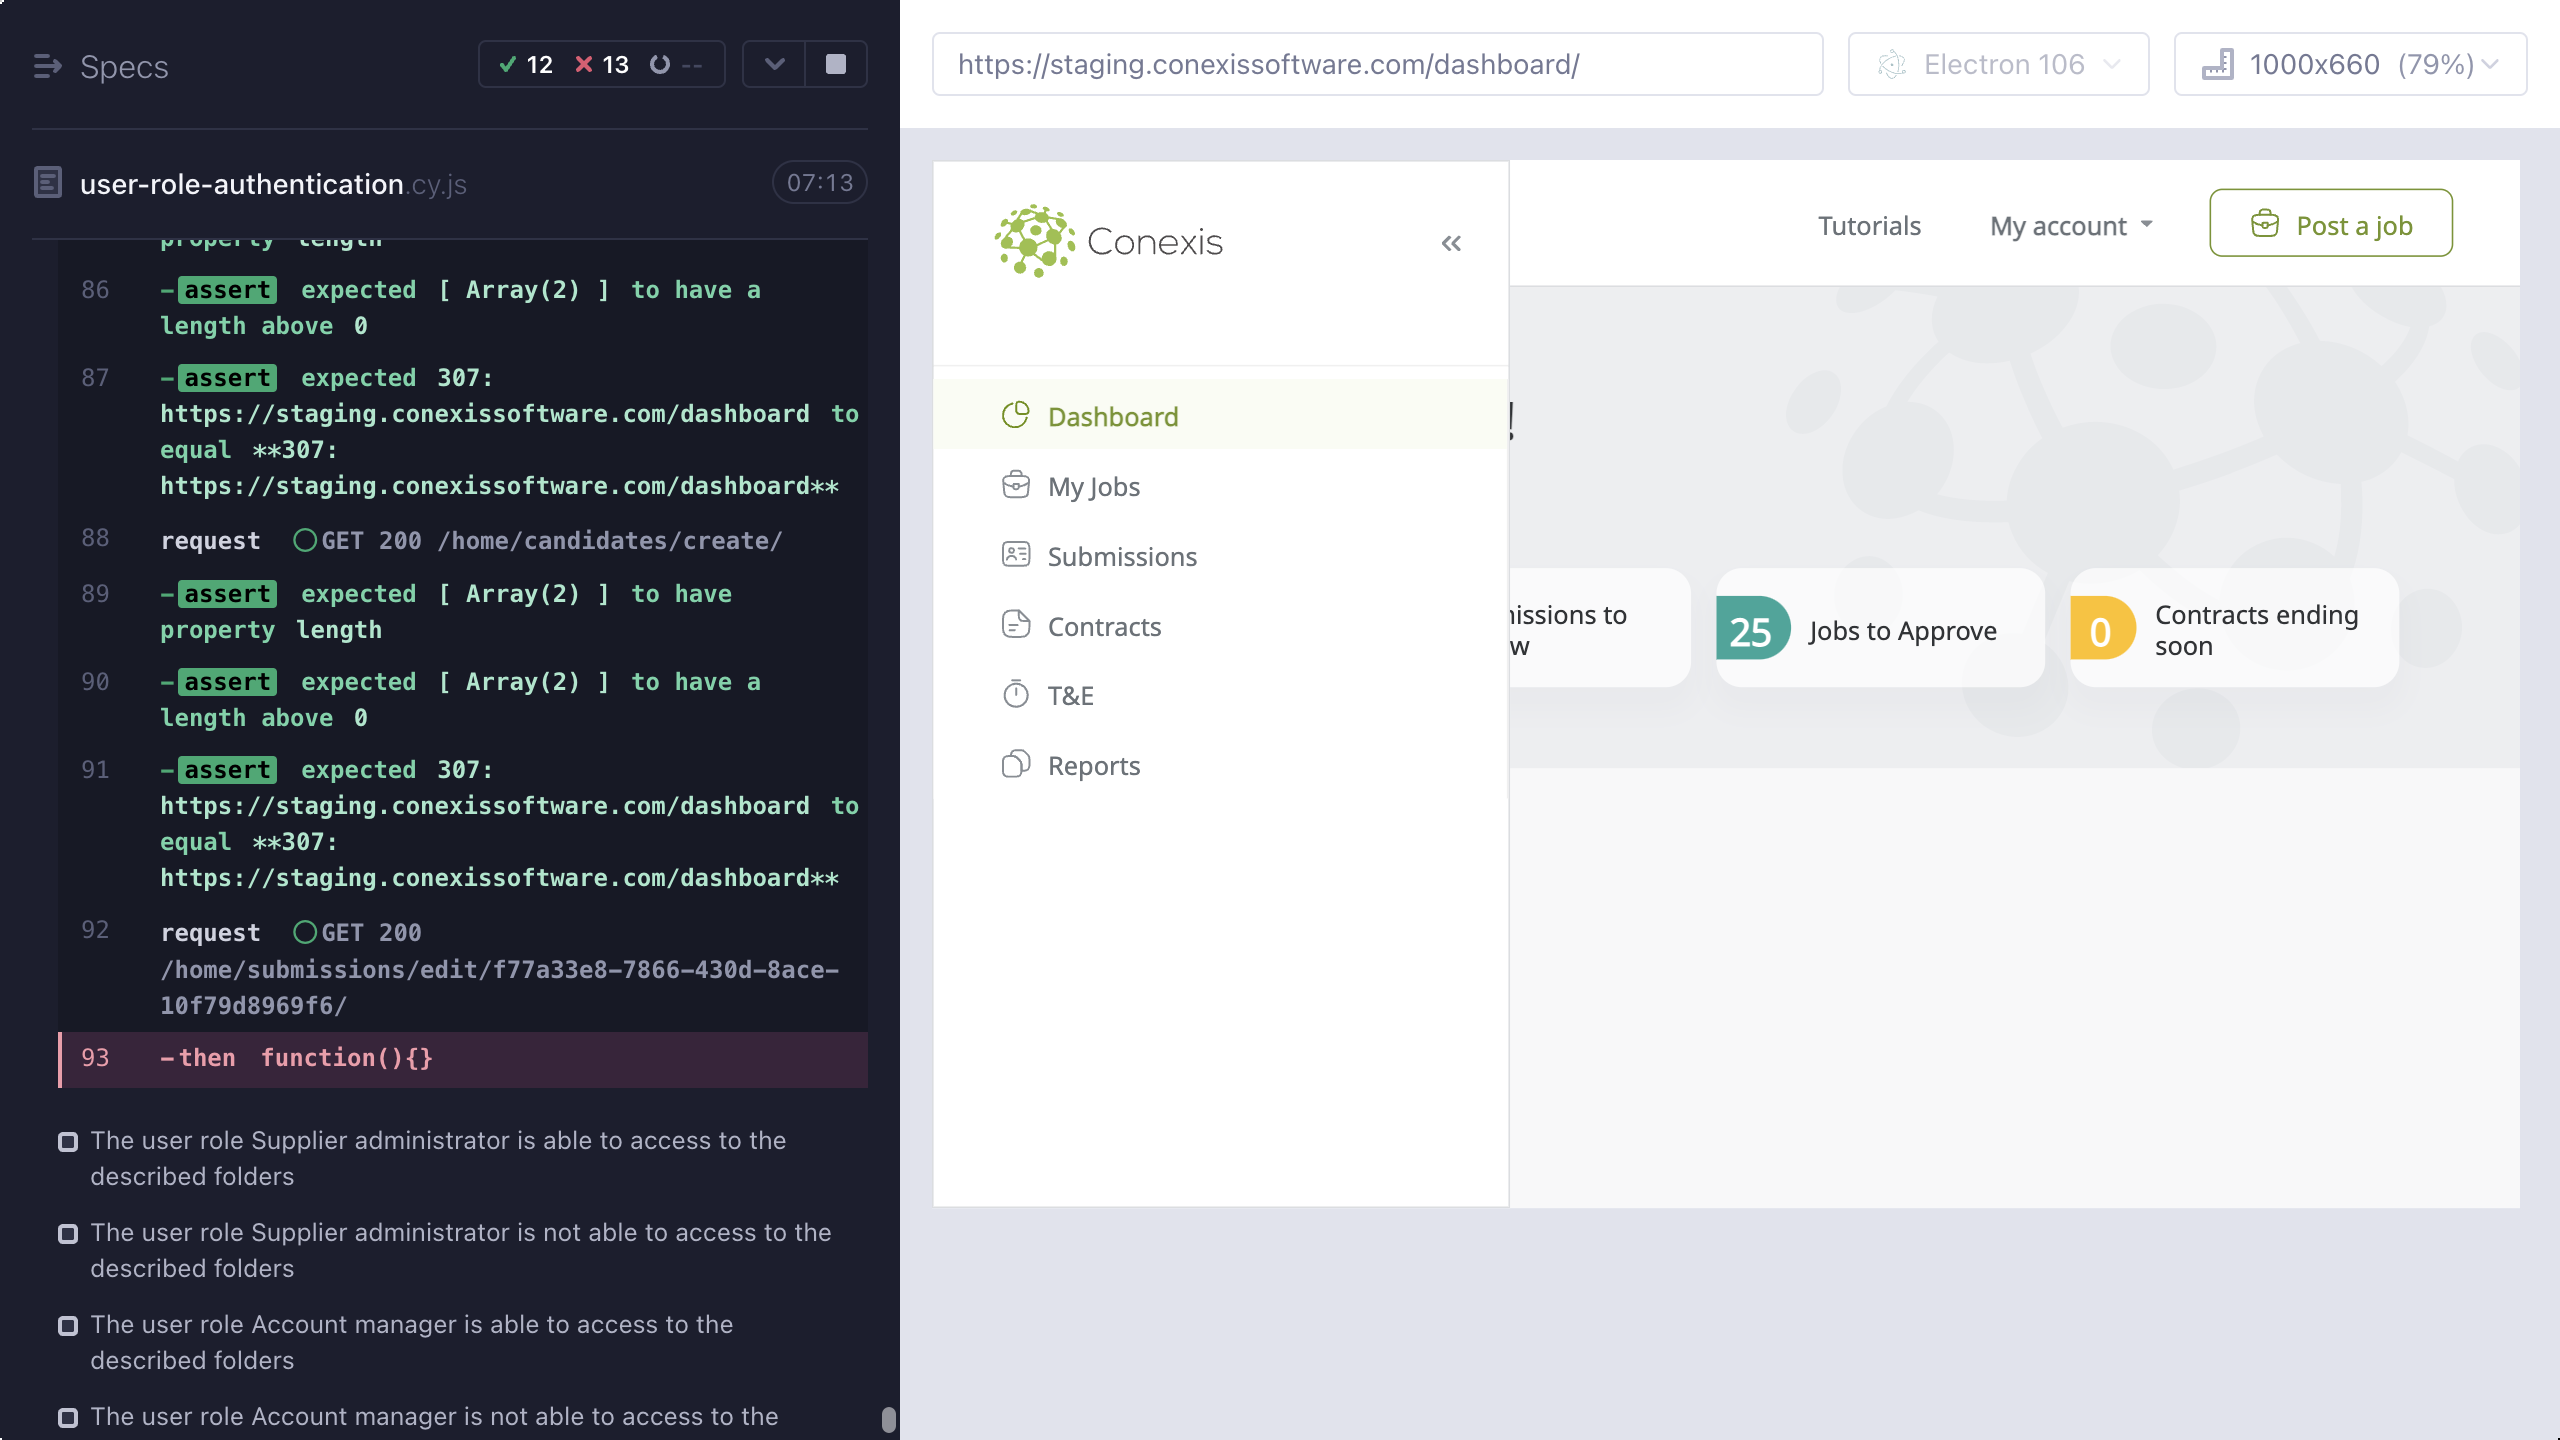 Specs
12
13
--
user-role-authentication.cy.js
07:13
property length
86
-assert expected [ Array(2) ] to have a
length above 0
87
-assert expected 307:
https://staging.conexissoftware.com/dashboard to
equal **307:
https://staging.conexissoftware.com/dashboard**
88
request GET 200 /home/candidates/create/
89
-assert expected [ Array(2) ] to have
property length
90
-assert expected [ Array(2) ] to have a
length above 0
91
-assert expected 307:
https://staging.conexissoftware.com/dashboard to
equal **307:
https://staging.conexissoftware.com/dashboard**
92
request GET 200
/home/submissions/edit/f77a33e8-7866-430d-8ace-
10f79d8969f6/
93
-then function(){}
The user role Supplier administrator is able to access to the
described folders
The user role Supplier administrator is not able to access to the
described folders
The user role Account manager is able to access to the
described folders
The user role Account manager is not able to access to the
https://staging.conexissoftware.com/dashboard/
Electron 106
1000x660 (79%)
Conexis
«
Tutorials
My account
Post a job
Dashboard
My Jobs
Submissions
Contracts
T&E
Reports
!
issions to
w
25
Jobs to Approve
0
Contracts ending
soon